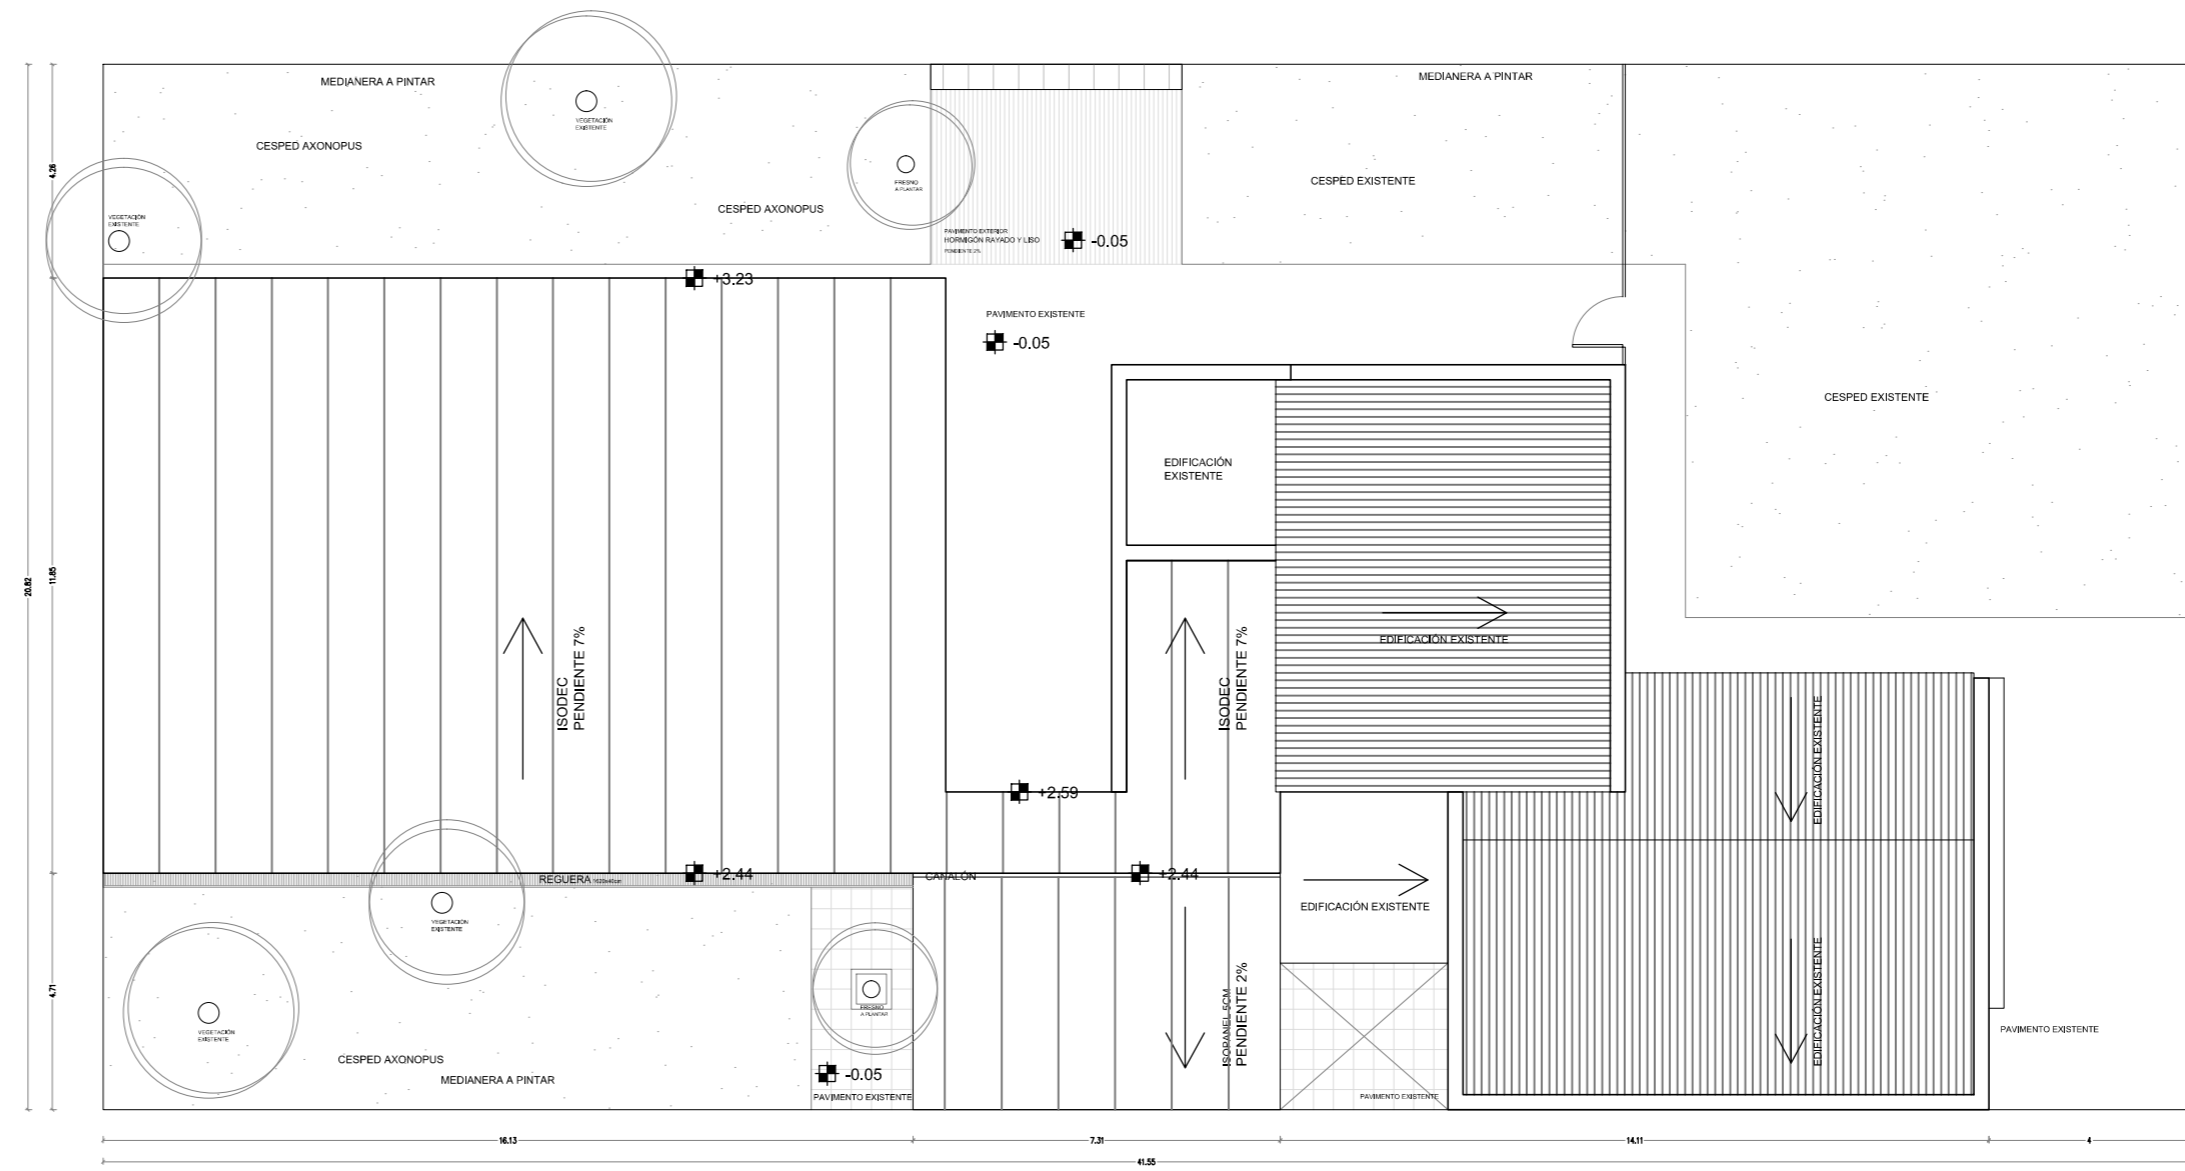 MEDIANERA A PINTAR
MEDIANERA A PINTAR
VEGETACIÓN
EXISTENTE
CESPED AXONOPUS
FRESNO
A PLANTAR
CESPED EXISTENTE
CESPED AXONOPUS
VEGETACIÓN
EXISTENTE
PAVIMENTO EXTERIOR
HORMIGÓN RAYADO Y LISO
PENDIENTE 2%
-0.05
+3.23
PAVIMENTO EXISTENTE
-0.05
CESPED EXISTENTE
EDIFICACIÓN
EXISTENTE
ISODEC
PENDIENTE 7%
ISODEC
PENDIENTE 7%
EDIFICACIÓN EXISTENTE
EDIFICACIÓN EXISTENTE
+2.59
REGUERA
+2.44
CANALÓN
+2.44
EDIFICACIÓN EXISTENTE
VEGETACIÓN
EXISTENTE
FRESNO
A PLANTAR
VEGETACIÓN
EXISTENTE
ISOPANEL 5CM
PENDIENTE 2%
EDIFICACIÓN EXISTENTE
PAVIMENTO EXISTENTE
CESPED AXONOPUS
MEDIANERA A PINTAR
-0.05
PAVIMENTO EXISTENTE
PAVIMENTO EXISTENTE
4.26
11.85
20.82
4.71
16.13
7.31
14.11
4
41.55